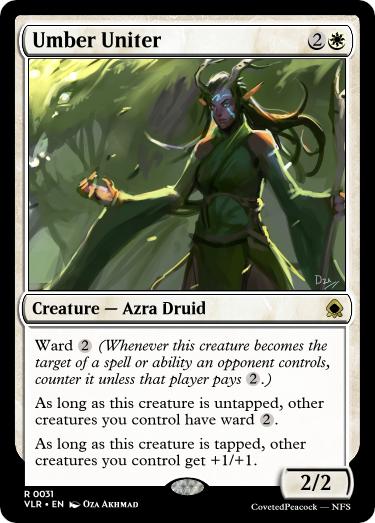 Umber Uniter 2
Dza
Creature — Azra Druid
Ward 2 (Whenever this creature becomes the
target of a spell or ability an opponent controls,
counter it unless that player pays 2.)
As long as this creature is untapped, other
creatures you control have ward 2.
As long as this creature is tapped, other
creatures you control get +1/+1.
2/2
R 0031
VLR • EN Oza Akhmad
CovetedPeacock — NFS